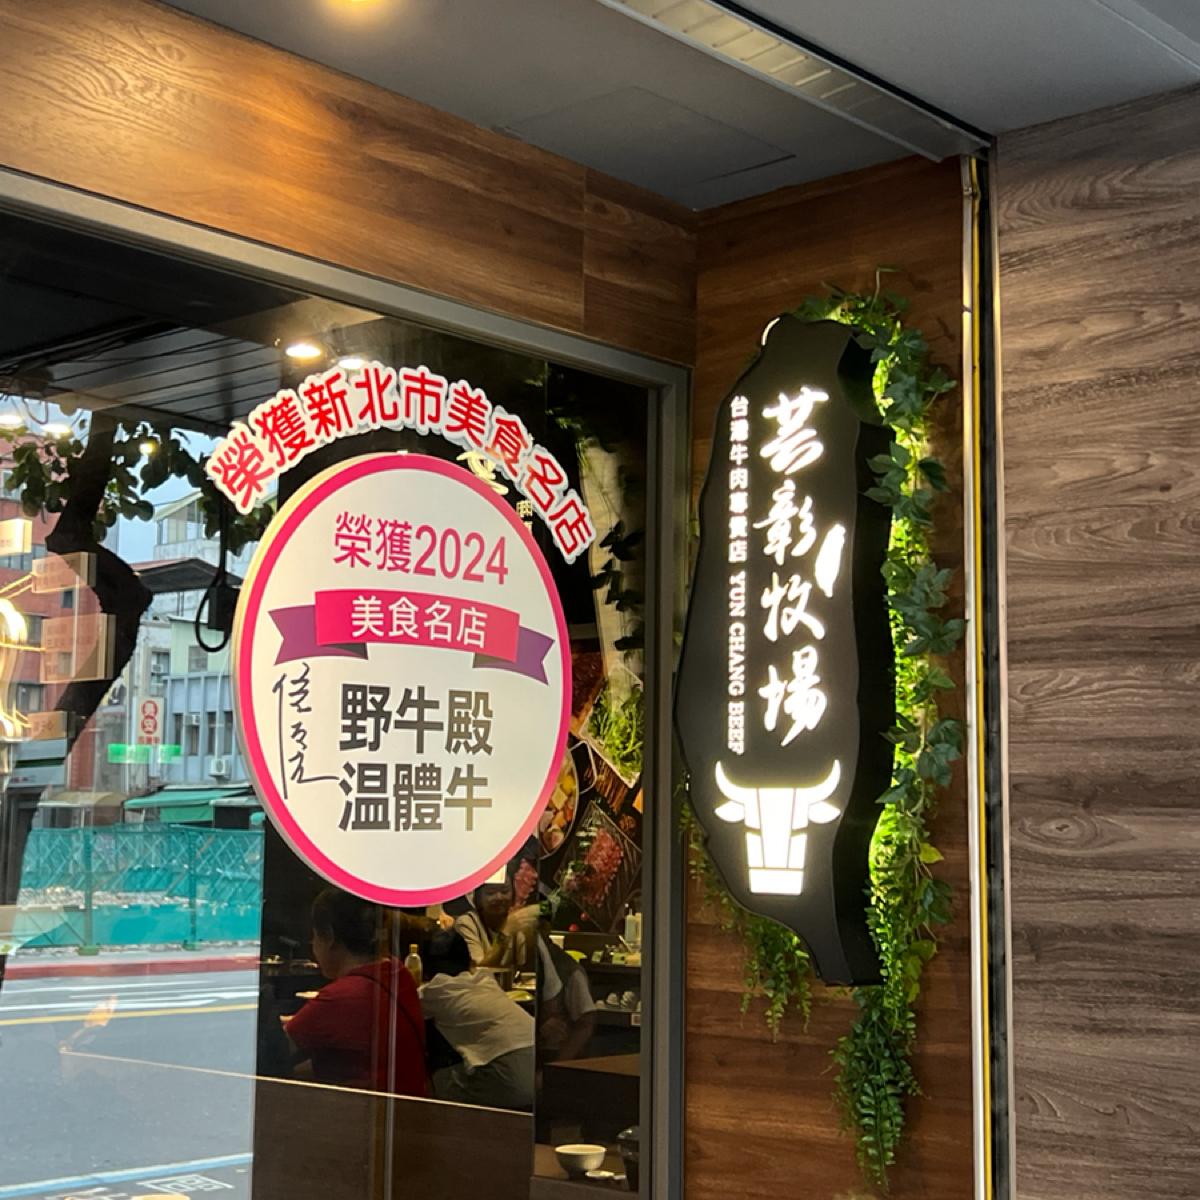 榮獲新北市美食名店
榮獲2024
美食名店
野牛殿
温體牛
芸彰牧場
台灣牛肉專賣店 YUN CHANG BEEF